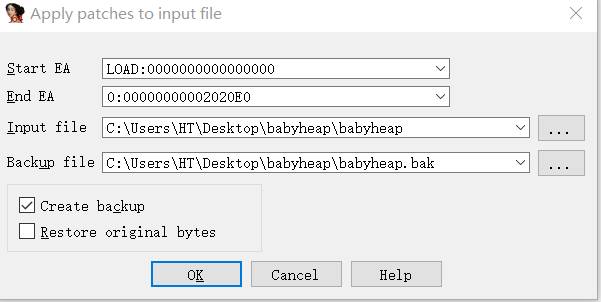 Apply patches to input file
Start EA LOAD:0000000000000000
End EA 0:00000000002020E0
Input file C:\Users\HT\Desktop\babyheap\babyheap ...
Backup file C:\Users\HT\Desktop\babyheap\babyheap.bak ...
Create backup
Restore original bytes
OK Cancel Help